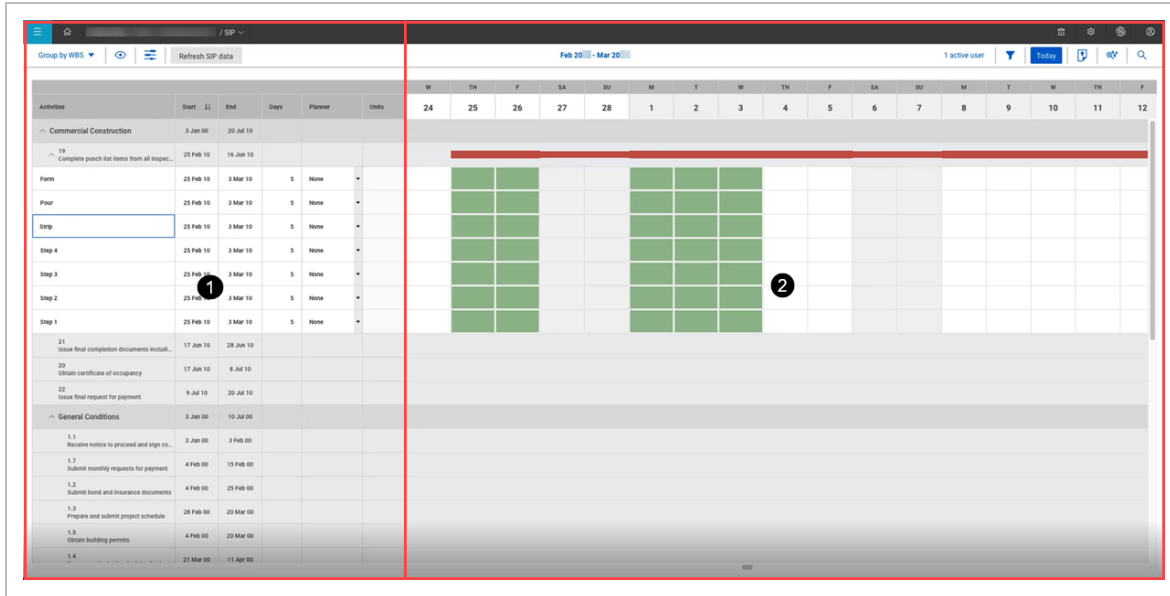 / SIP
Group by WBS
Refresh SIP data
Feb 20 - Mar 20
1 active user
Today
W TH F SA SU M T W TH F SA SU M T W TH F
Activities Start End Days Planner Units 24 25 26 27 28 1 2 3 4 5 6 7 8 9 10 11 12
Commercial Construction 3 Jan 00 20 Jul 10
19
Complete punch list items from all inspec... 25 Feb 10 16 Jun 10
Form 25 Feb 10 3 Mar 10 5 None
Pour 25 Feb 10 3 Mar 10 5 None
Strip 25 Feb 10 3 Mar 10 5 None
Step 4 25 Feb 10 3 Mar 10 5 None
Step 3 25 Feb 10 3 Mar 10 5 None
1 2
Step 2 25 Feb 10 3 Mar 10 5 None
Step 1 25 Feb 10 3 Mar 10 5 None
21
Issue final completion documents includi... 17 Jun 10 28 Jun 10
20
Obtain certificate of occupancy 17 Jun 10 8 Jul 10
22
Issue final request for payment 9 Jul 10 20 Jul 10
General Conditions 3 Jan 00 10 Jul 00
1.1
Receive notice to proceed and sign co... 3 Jan 00 3 Feb 00
1.7
Submit monthly requests for payment 4 Feb 00 15 Feb 00
1.2
Submit bond and insurance documents 4 Feb 00 25 Feb 00
1.3
Prepare and submit project schedule 28 Feb 00 20 Mar 00
1.5
Obtain building permits 4 Feb 00 20 Mar 00
1.4
21 Mar 00 11 Apr 00